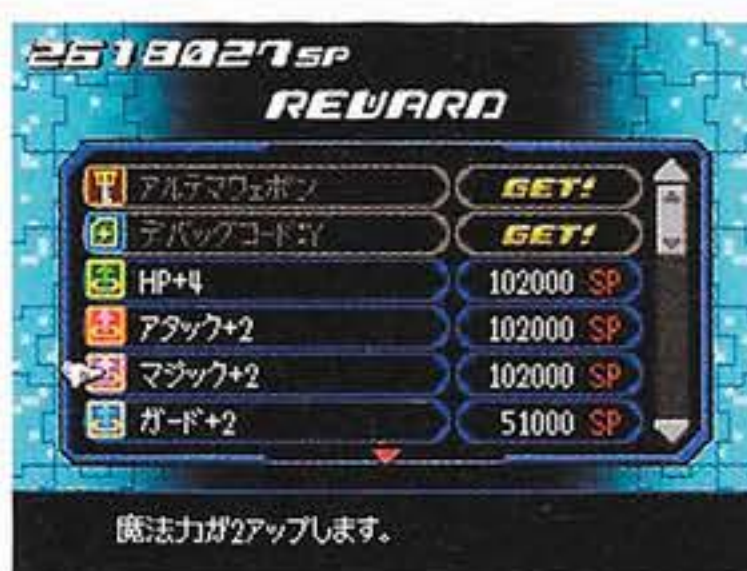 2618027 SP
REWARD
アルテマウェポン GET!
デバッグコード:Y GET!
HP+4 102000 SP
アタック+2 102000 SP
マジック+2 102000 SP
ガード+2 51000 SP
魔法力が2アップします。